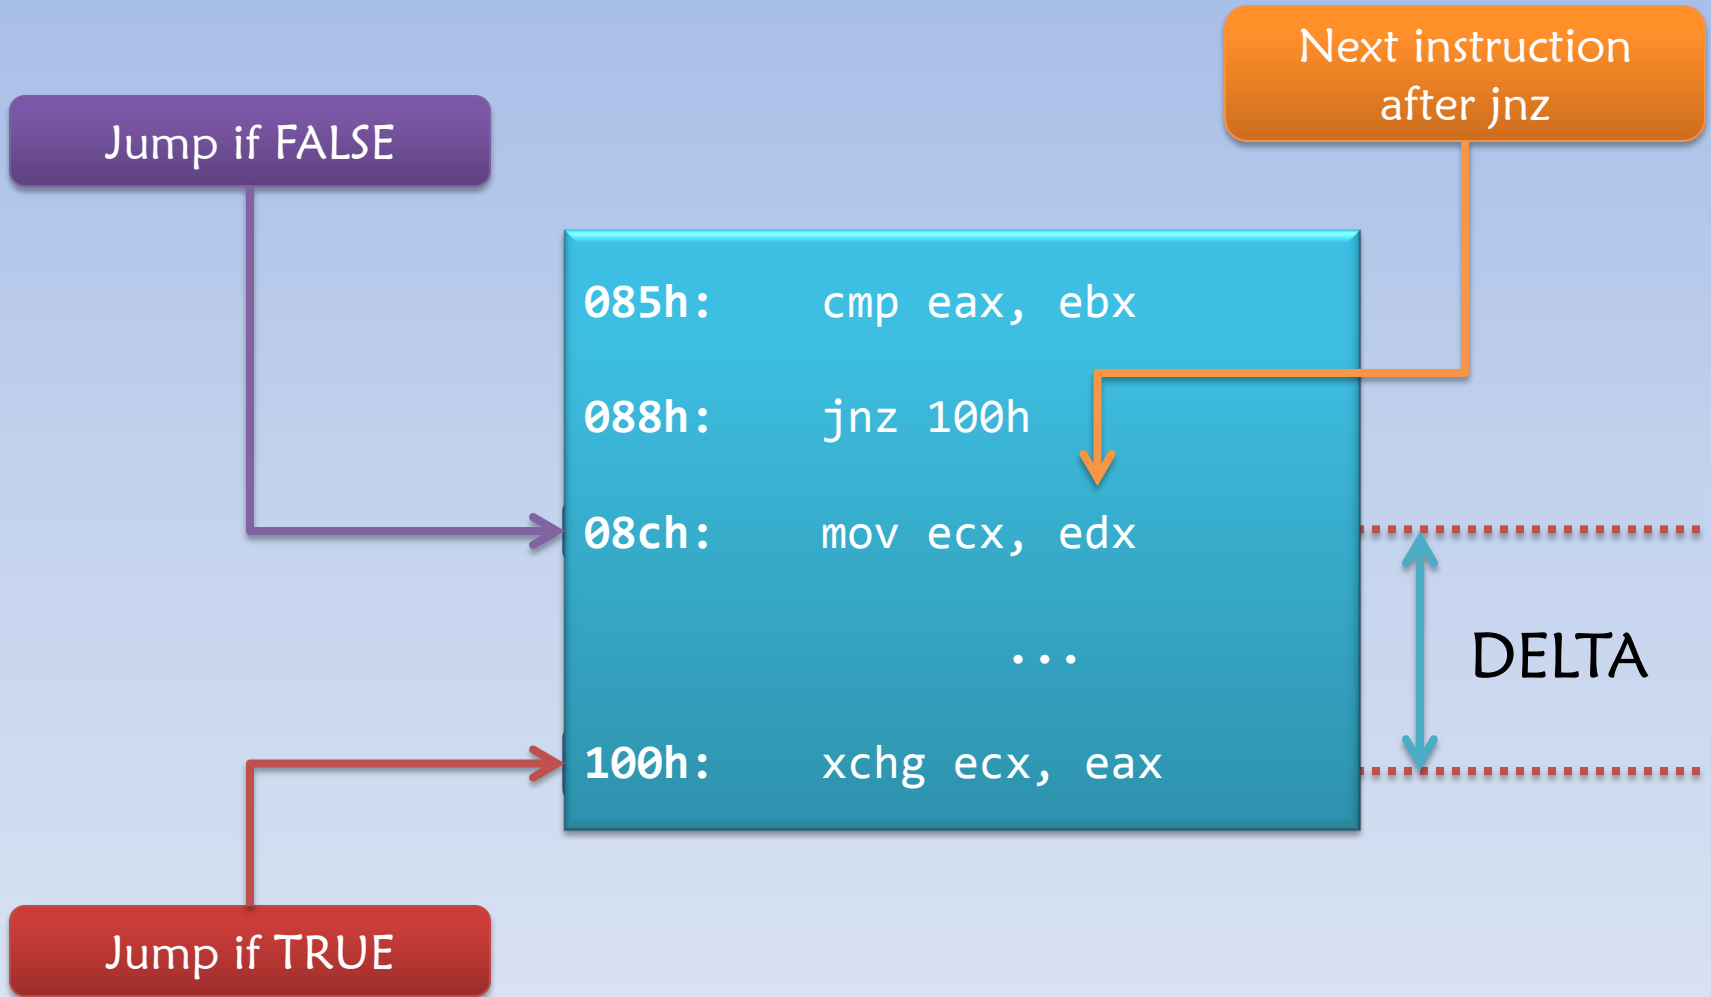 Next instruction
after jnz
Jump if FALSE
085h: cmp eax, ebx
088h: jnz 100h
08ch: mov ecx, edx
...
DELTA
100h: xchg ecx, eax
Jump if TRUE